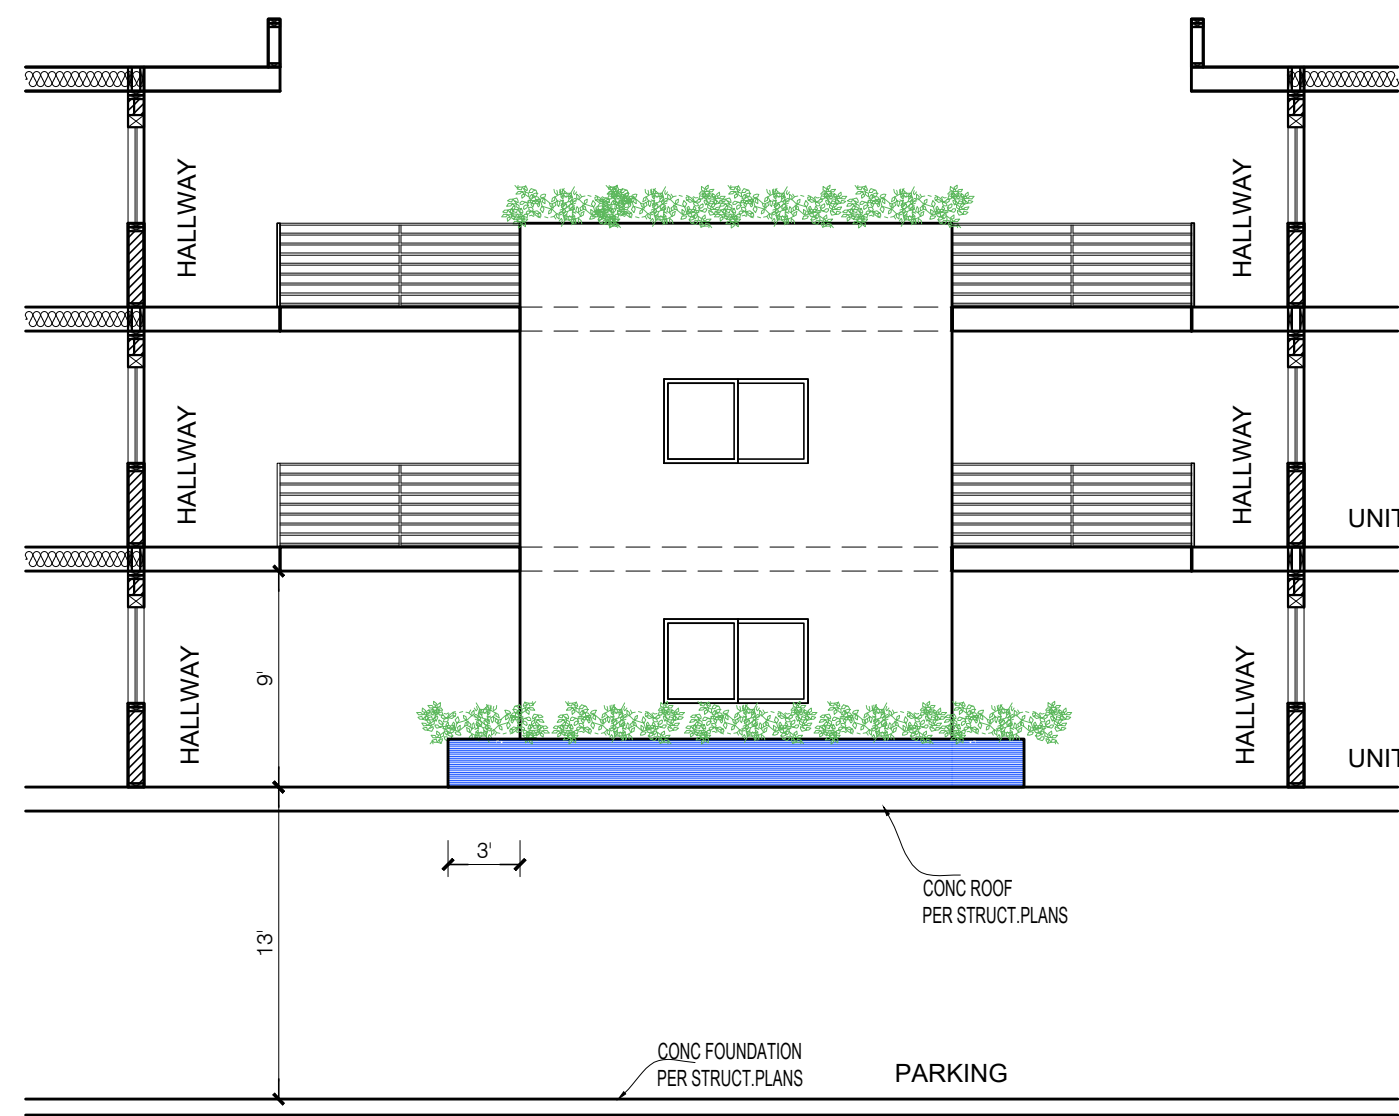 HALLWAY
HALLWAY
HALLWAY
HALLWAY
UNIT
9'
HALLWAY
HALLWAY
UNIT
3'
CONC ROOF
PER STRUCT.PLANS
13'
CONC FOUNDATION
PER STRUCT.PLANS
PARKING